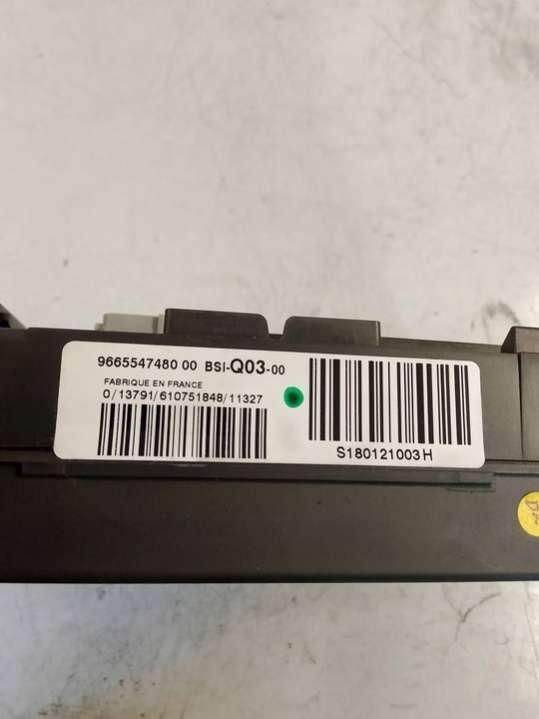 9665547480 00 BSI-Q03-00
FABRIQUE EN FRANCE
0/13791/610751848/11327
S180121003H